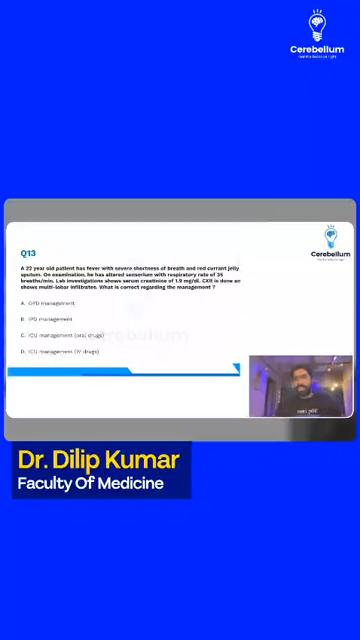 Cerebellum
Q13
Cerebellum
A 22 year old patient has fever with severe shortness of breath and red currant jelly
sputum. On examination, he has altered sensorium with respiratory rate of 35
breaths/min. Lab investigations shows serum creatinine of 1.9 mg/dl. CXR is done an
shows multi-lobar infiltrates. What is correct regarding the management ?
A. OPD management
B. IPD management
C. ICU management (oral drugs)
D. ICU management (IV drugs)
Dr. Dilip Kumar
Faculty Of Medicine